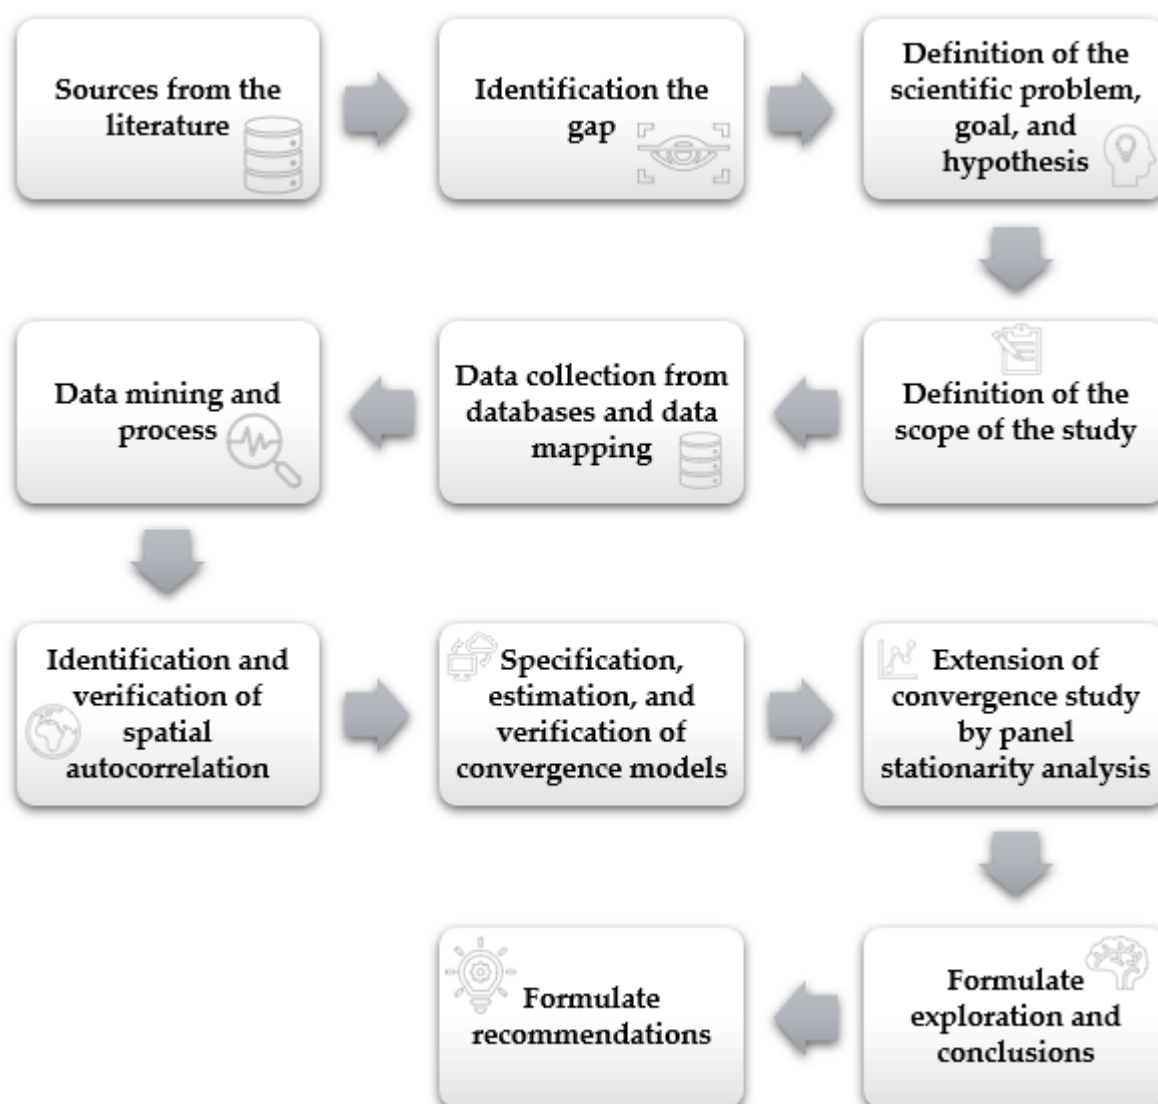 Sources from the
literature
Identification the
gap
Definition of the
scientific problem,
goal, and
hypothesis
Definition of the
scope of the study
Data collection from
databases and data
mapping
Data mining and
process
Identification and
verification of
spatial
autocorrelation
Specification,
estimation, and
verification of
convergence models
Extension of
convergence study
by panel
stationarity analysis
Formulate
exploration and
conclusions
Formulate
recommendations